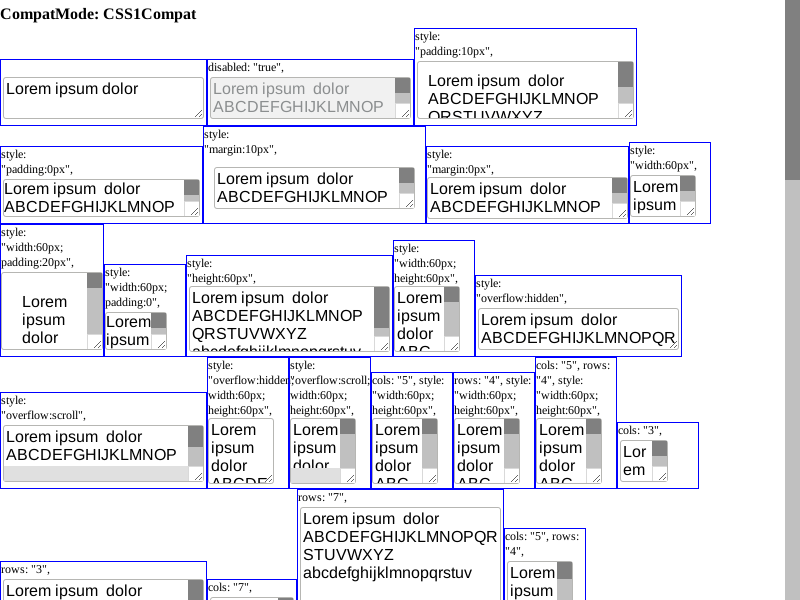 CompatMode: CSS1Compat
Lorem ipsum dolor
disabled: "true",
Lorem ipsum  dolor
ABCDEFGHIJKLMNOP
style:
"padding:10px",
Lorem ipsum  dolor
ABCDEFGHIJKLMNOP
QRSTUVWXYZ
style:
"padding:0px",
Lorem ipsum  dolor
ABCDEFGHIJKLMNOP
style:
"margin:10px",
Lorem ipsum  dolor
ABCDEFGHIJKLMNOP
style:
"margin:0px",
Lorem ipsum  dolor
ABCDEFGHIJKLMNOP
style:
"width:60px",
Lorem
ipsum
style:
"width:60px;
padding:20px",
Lorem
ipsum
dolor
style:
"width:60px;
padding:0",
Lorem
ipsum
style:
"height:60px",
Lorem ipsum  dolor
ABCDEFGHIJKLMNOP
QRSTUVWXYZ
abcdefghijklmnopqrstuv
style:
"width:60px;
height:60px",
Lorem
ipsum
dolor
ABC
style:
"overflow:hidden",
Lorem ipsum  dolor
ABCDEFGHIJKLMNOPQR
style:
"overflow:scroll",
Lorem ipsum  dolor
ABCDEFGHIJKLMNOP
style:
"overflow:hidden;
width:60px;
height:60px",
Lorem
ipsum
dolor
ABCDE
style:
"overflow:scroll;
width:60px;
height:60px",
Lorem
ipsum
dolor
cols: "5", style:
"width:60px;
height:60px",
Lorem
ipsum
dolor
ABC
rows: "4", style:
"width:60px;
height:60px",
Lorem
ipsum
dolor
ABC
cols: "5", rows:
"4", style:
"width:60px;
height:60px",
Lorem
ipsum
dolor
ABC
cols: "3",
Lor
em
rows: "3",
Lorem ipsum  dolor
cols: "7",
rows: "7",
Lorem ipsum  dolor
ABCDEFGHIJKLMNOPQR
STUVWXYZ
abcdefghijklmnopqrstuv
cols: "5", rows:
"4",
Lorem
ipsum